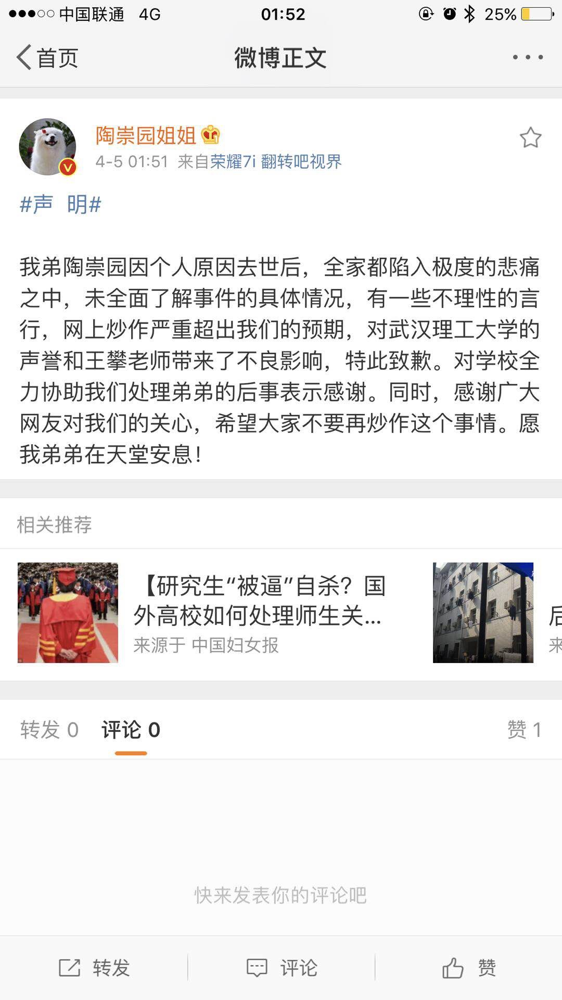 中国联通 4G 01:52 25%
首页 微博正文
陶崇园姐姐
4-5 01:51 来自荣耀7i 翻转吧视界
#声 明#
我弟陶崇园因个人原因去世后，全家都陷入极度的悲痛
之中，未全面了解事件的具体情况，有一些不理性的言
行，网上炒作严重超出我们的预期，对武汉理工大学的
声誉和王攀老师带来了不良影响，特此致歉。对学校全
力协助我们处理弟弟的后事表示感谢。同时，感谢广大
网友对我们的关心，希望大家不要再炒作这个事情。愿
我弟弟在天堂安息！
相关推荐
【研究生“被逼”自杀？国
外高校如何处理师生关...
来源于 中国妇女报
后
来
转发 0 评论 0 赞 1
快来发表你的评论吧
转发 评论 赞